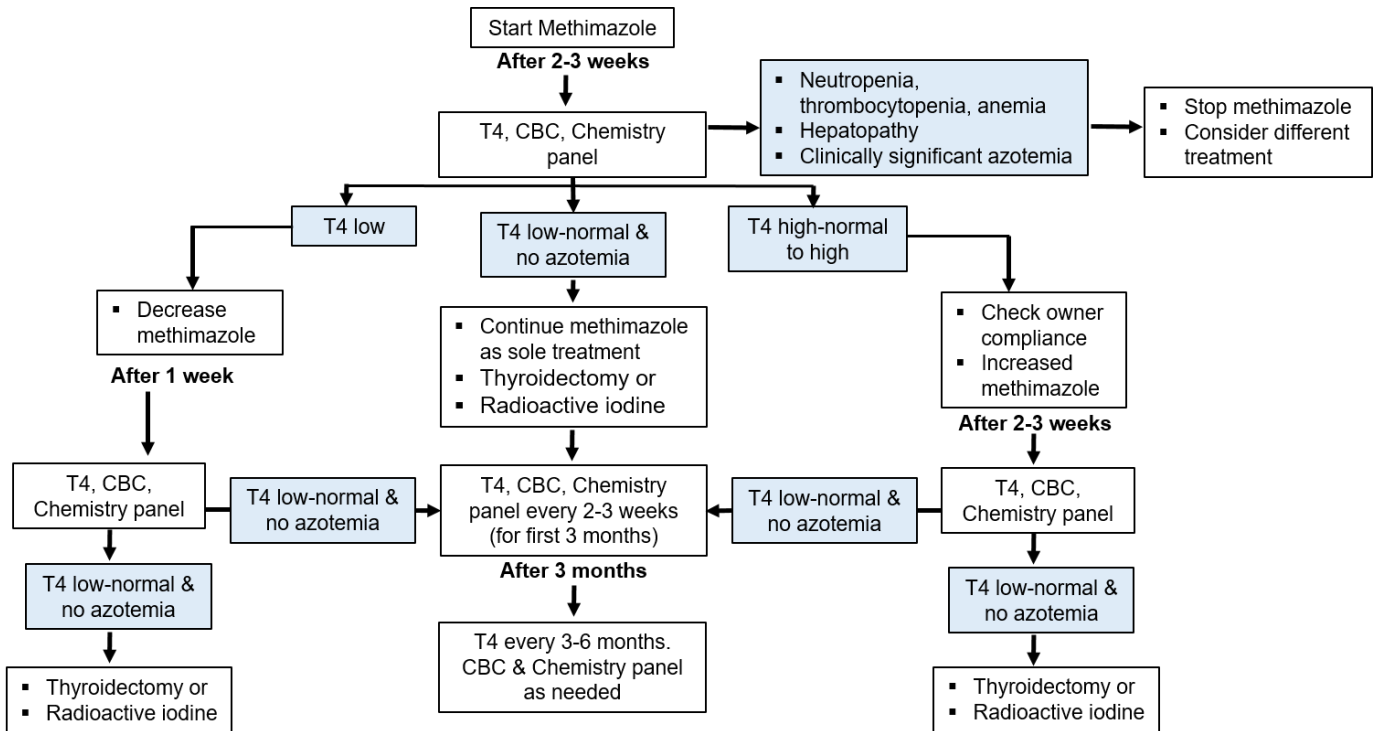 Start Methimazole
After 2-3 weeks
T4, CBC, Chemistry
panel
▪ Neutropenia,
thrombocytopenia, anemia
▪ Hepatopathy
▪ Clinically significant azotemia
▪ Stop methimazole
▪ Consider different
treatment
T4 low
T4 low-normal &
no azotemia
T4 high-normal
to high
▪ Decrease
methimazole
After 1 week
▪ Continue methimazole
as sole treatment
▪ Thyroidectomy or
▪ Radioactive iodine
▪ Check owner
compliance
▪ Increased
methimazole
After 2-3 weeks
T4, CBC,
Chemistry panel
T4 low-normal &
no azotemia
T4, CBC, Chemistry
panel every 2-3 weeks
(for first 3 months)
After 3 months
T4 low-normal &
no azotemia
T4, CBC,
Chemistry panel
T4 low-normal &
no azotemia
T4 every 3-6 months.
CBC & Chemistry panel
as needed
T4 low-normal &
no azotemia
▪ Thyroidectomy or
▪ Radioactive iodine
▪ Thyroidectomy or
▪ Radioactive iodine